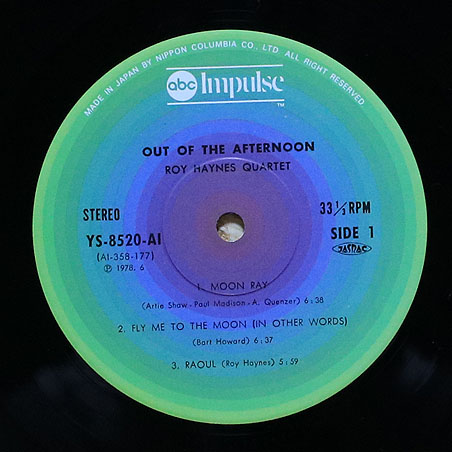 MADE IN JAPAN BY NIPPON COLUMBIA CO., LTD. ALL RIGHT RESERVED
abc Impulse
TM
OUT OF THE AFTERNOON
ROY HAYNES QUARTET
STEREO
33 1/3 RPM
YS-8520-AI
SIDE 1
(AI-358-177)
JASRAC
Ⓟ 1978. 6
1. MOON RAY
(Artie Shaw - Paul Madison - A. Quenzer) 6:38
2. FLY ME TO THE MOON (IN OTHER WORDS)
(Bart Howard) 6:37
3. RAOUL (Roy Haynes) 5:59